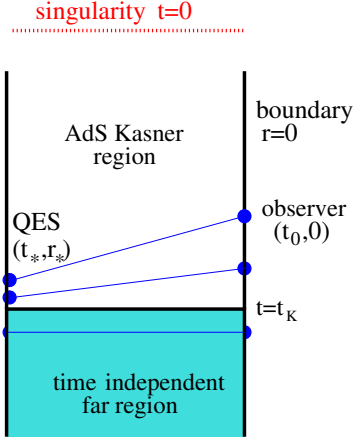 singularity t=0
boundary
r=0
AdS Kasner
region
QES
(t*,r*)
observer
(t0,0)
t=tK
time independent
far region